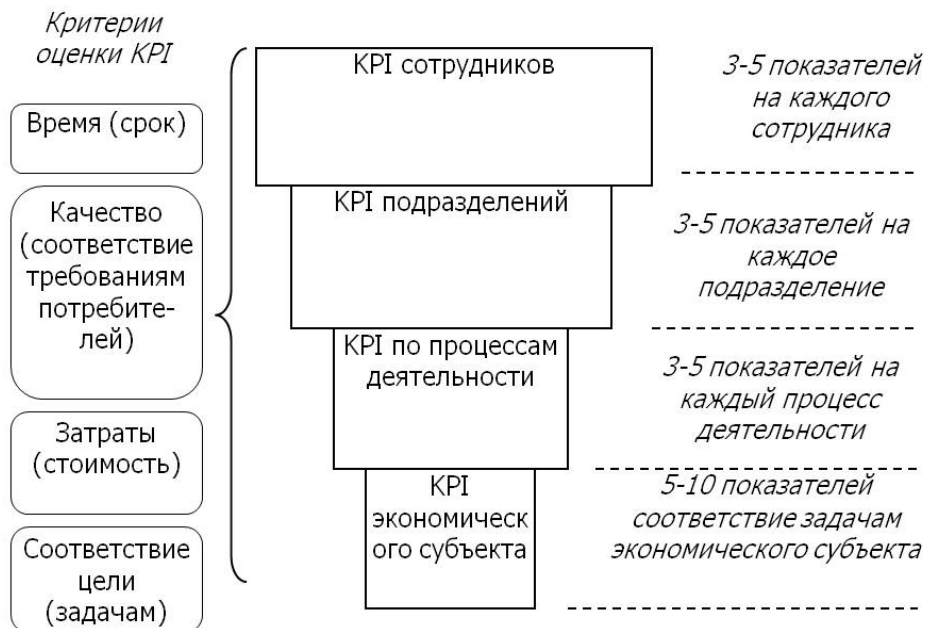 Критерии
оценки KPI
Время (срок)
Качество
(соответствие
требованиям
потребите-
лей)
Затраты
(стоимость)
Соответствие
цели
(задачам)
KPI сотрудников
KPI подразделений
KPI по процессам
деятельности
KPI
экономическ
ого субъекта
3-5 показателей
на каждого
сотрудника
3-5 показателей на
каждое
подразделение
3-5 показателей на
каждый процесс
деятельности
5-10 показателей
соответствие задачам
экономического субъекта